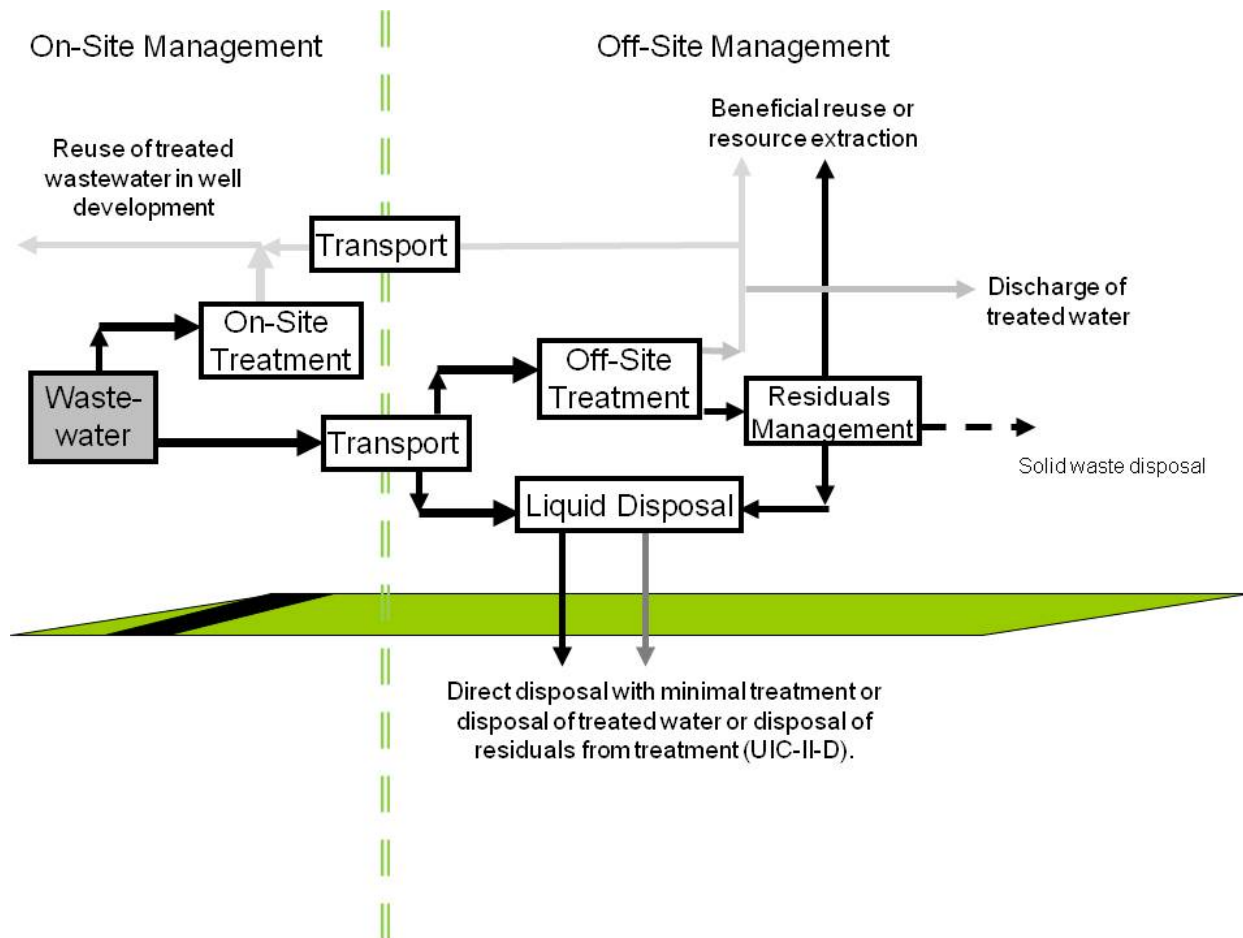 On-Site Management
Off-Site Management
Beneficial reuse or
resource extraction
Reuse of treated
wastewater in well
development
Transport
Discharge of
treated water
On-Site
Treatment
Off-Site
Treatment
Waste-
water
Transport
Residuals
Management
Solid waste disposal
Liquid Disposal
Direct disposal with minimal treatment or
disposal of treated water or disposal of
residuals from treatment (UIC-II-D).